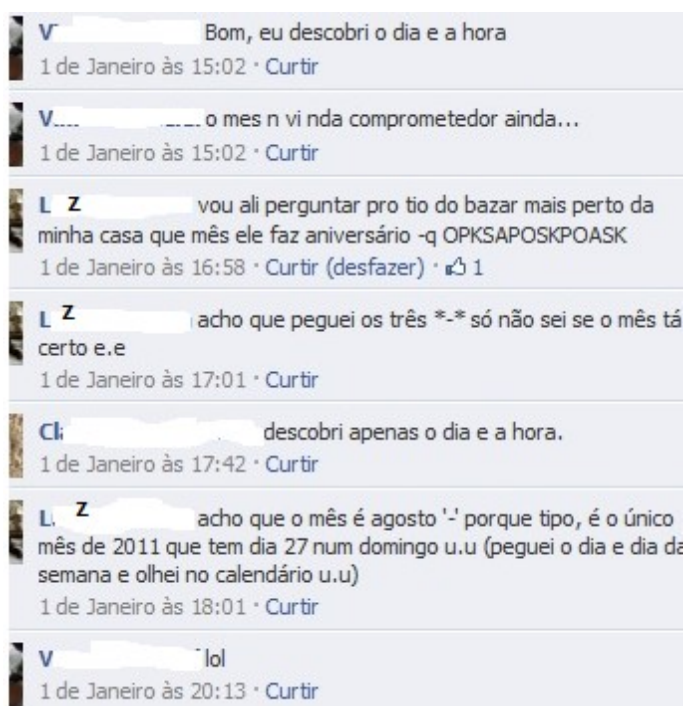 V Bom, eu descobri o dia e a hora
1 de Janeiro às 15:02 · Curtir
V o mes n vi nda comprometedor ainda...
1 de Janeiro às 15:02 · Curtir
L Z vou ali perguntar pro tio do bazar mais perto da
minha casa que mês ele faz aniversário -q OPKSAPOSKPOASK
1 de Janeiro às 16:58 · Curtir (desfazer) · 1
L Z acho que peguei os três *-* só não sei se o mês tá
certo e.e
1 de Janeiro às 17:01 · Curtir
Cl descobri apenas o dia e a hora.
1 de Janeiro às 17:42 · Curtir
L. Z acho que o mês é agosto '-' porque tipo, é o único
mês de 2011 que tem dia 27 num domingo u.u (peguei o dia e dia da
semana e olhei no calendário u.u)
1 de Janeiro às 18:01 · Curtir
V lol
1 de Janeiro às 20:13 · Curtir